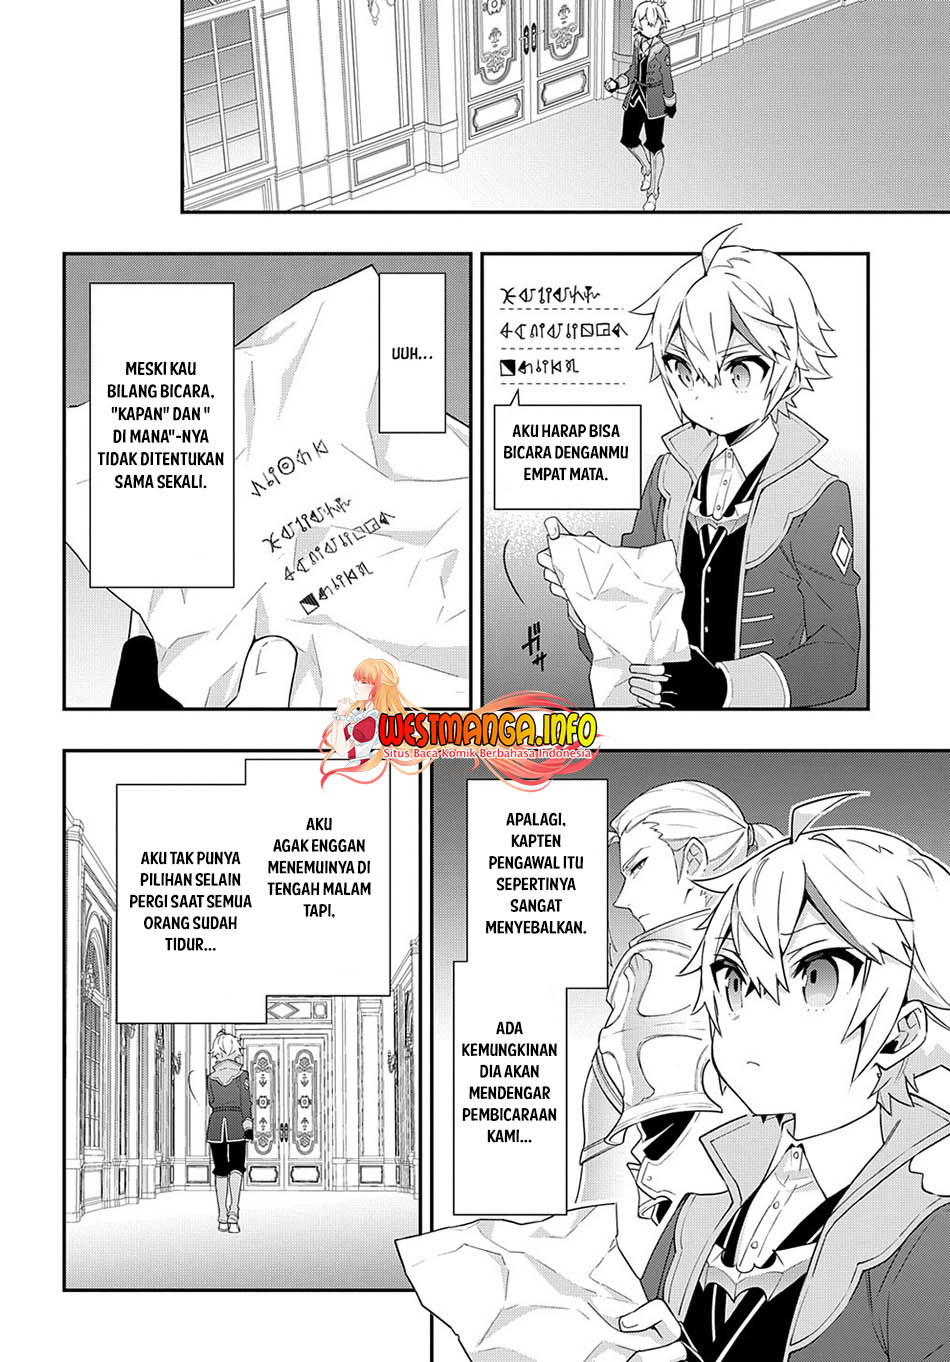 AKU HARAP BISA
BICARA DENGANMU
EMPAT MATA.
ガサ
UUH...
MESKI KAU
BILANG BICARA,
"KAPAN" DAN "
DI MANA"-NYA
TIDAK DITENTUKAN
SAMA SEKALI.
WESTMANGA.INFO
Situs Baca Komik Berbahasa Indonesia
APALAGI,
KAPTEN
PENGAWAL ITU
SEPERTINYA
SANGAT
MENYEBALKAN.
ADA
KEMUNGKINAN
DIA AKAN
MENDENGAR
PEMBICARAAN
KAMI...
AKU
AGAK ENGGAN
MENEMUINYA DI
TENGAH MALAM
TAPI,
AKU TAK PUNYA
PILIHAN SELAIN
PERGI SAAT SEMUA
ORANG SUDAH
TIDUR...